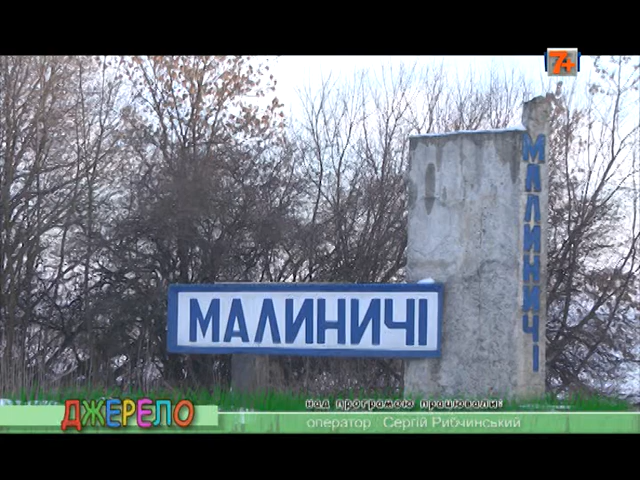 7+
МАЛИНИЧІ
МАЛИНИЧІ
ДЖЕРЕЛО
над програмою працювали:
оператор : Сергій Рибчинський